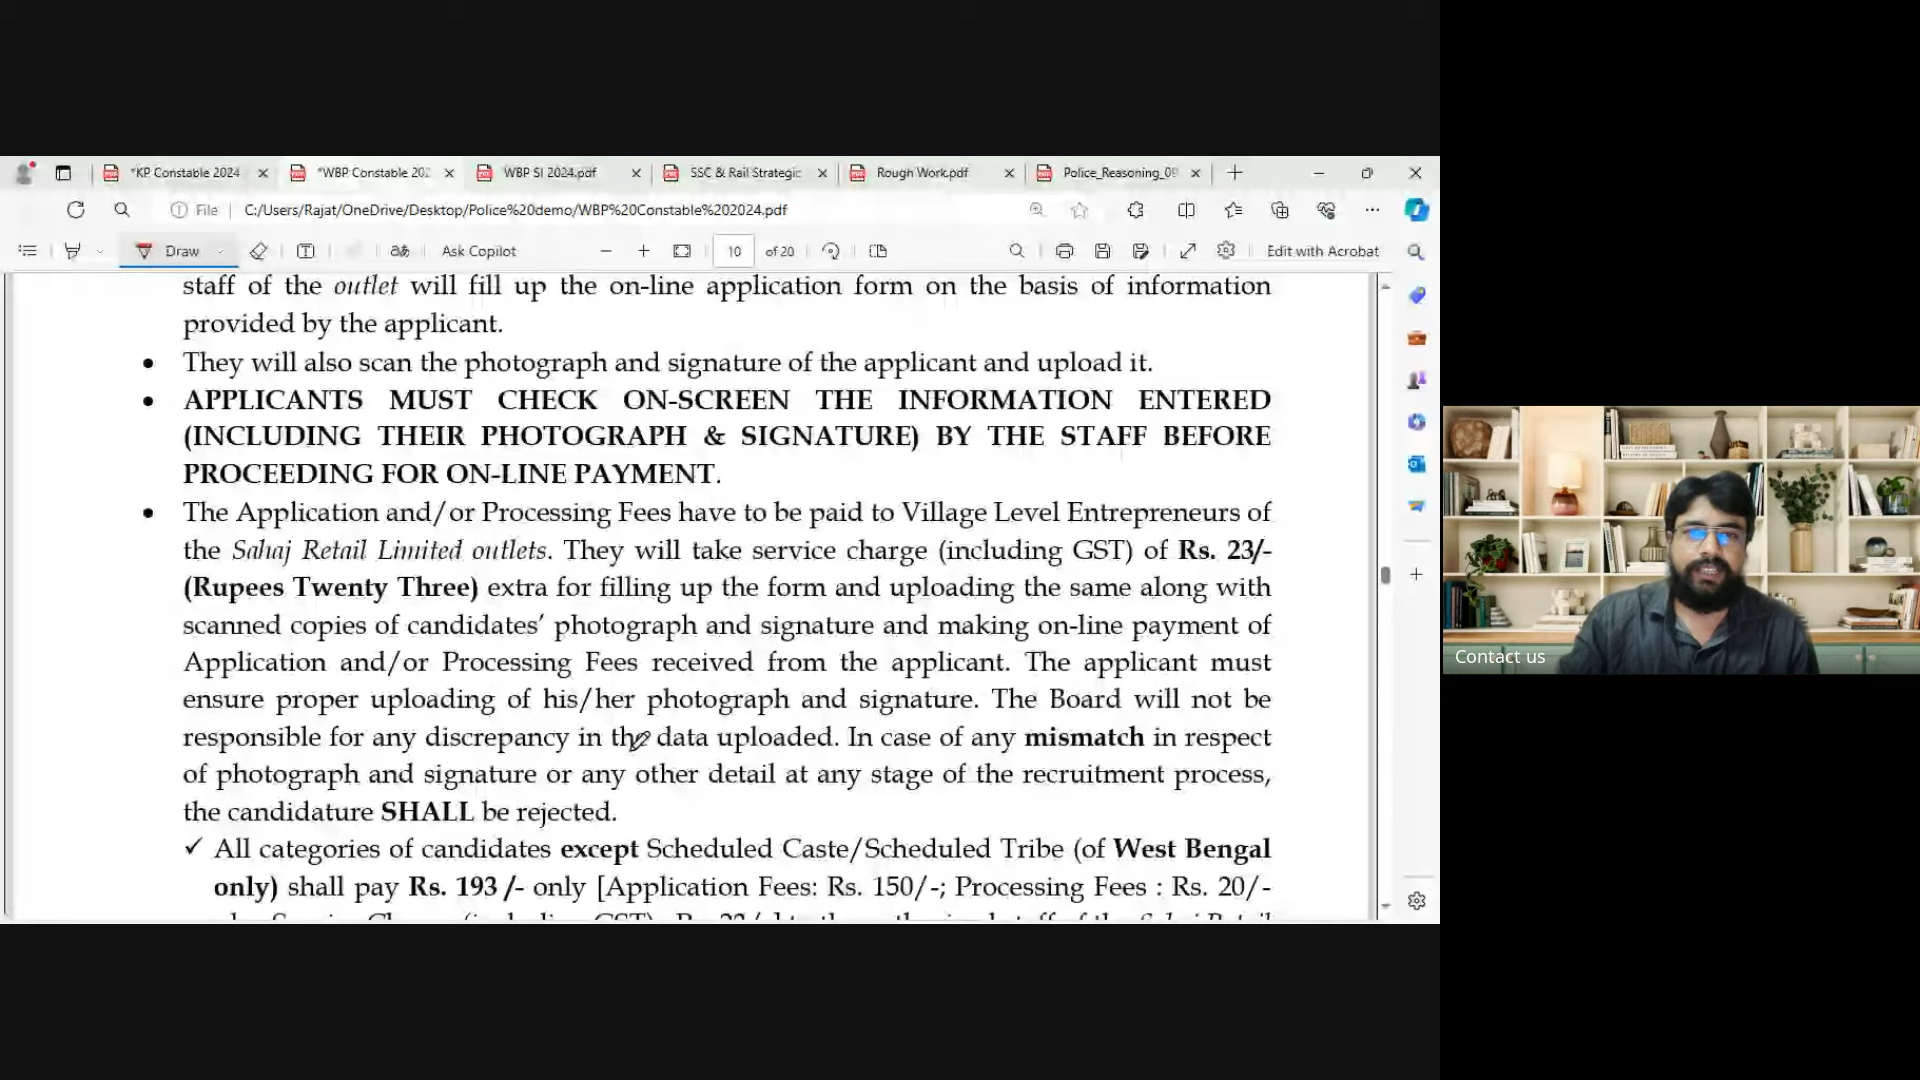 *KP Constable 2024
*WBP Constable 202
WBP SI 2024.pdf
SSC & Rail Strategic
Rough Work.pdf
Police_Reasoning_09
File
C:/Users/Rajat/OneDrive/Desktop/Police%20demo/WBP%20Constable%202024.pdf
Draw
Ask Copilot
10 of 20
Edit with Acrobat
staff of the outlet will fill up the on-line application form on the basis of information
provided by the applicant.
• They will also scan the photograph and signature of the applicant and upload it.
• APPLICANTS MUST CHECK ON-SCREEN THE INFORMATION ENTERED
(INCLUDING THEIR PHOTOGRAPH & SIGNATURE) BY THE STAFF BEFORE
PROCEEDING FOR ON-LINE PAYMENT.
• The Application and/or Processing Fees have to be paid to Village Level Entrepreneurs of
the Sahaj Retail Limited outlets. They will take service charge (including GST) of Rs. 23/-
(Rupees Twenty Three) extra for filling up the form and uploading the same along with
scanned copies of candidates' photograph and signature and making on-line payment of
Application and/or Processing Fees received from the applicant. The applicant must
ensure proper uploading of his/her photograph and signature. The Board will not be
responsible for any discrepancy in the data uploaded. In case of any mismatch in respect
of photograph and signature or any other detail at any stage of the recruitment process,
the candidature SHALL be rejected.
✓ All categories of candidates except Scheduled Caste/Scheduled Tribe (of West Bengal
only) shall pay Rs. 193 /- only [Application Fees: Rs. 150/-; Processing Fees : Rs. 20/-
Contact us